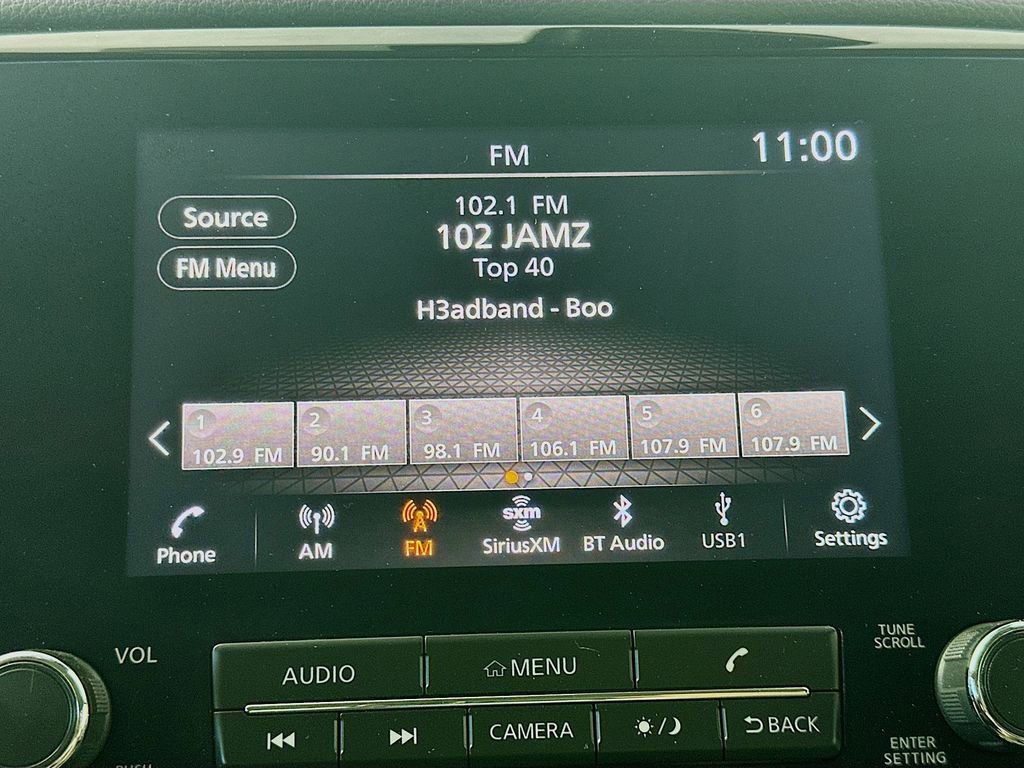 FM
11:00
Source
FM Menu
102.1 FM
102 JAMZ
Top 40
H3adband - Boo
1
102.9 FM
2
90.1 FM
3
98.1 FM
4
106.1 FM
5
107.9 FM
6
107.9 FM
Phone
AM
A
FM
sxm
SiriusXM
BT Audio
USB1
Settings
VOL
AUDIO
MENU
TUNE
SCROLL
CAMERA
BACK
ENTER
SETTING